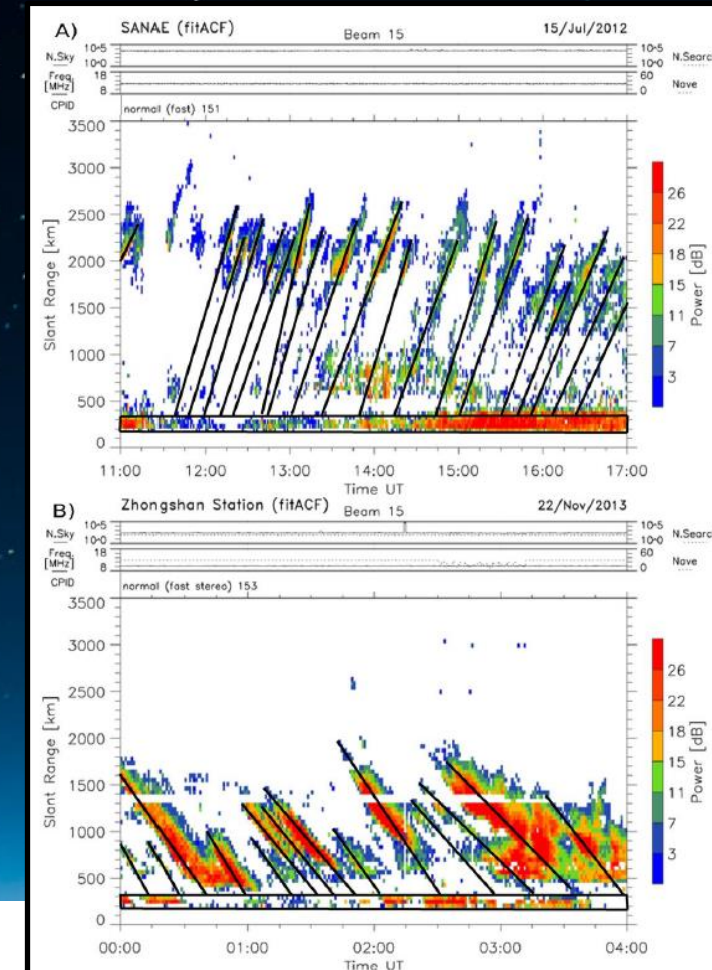 A) SANAE (fitACF) Beam 15 15/Jul/2012
N.Sky 10-5 10-0 10-5 10-0 N.Searc
Freq. [MHz] 18 8 60 0 Nave
CPID normal (fast) 151
Slant Range [km]
3500
3000
2500
2000
1500
1000
500
0
11:00 12:00 13:00 14:00 15:00 16:00 17:00
Time UT
26
22
18
15
11
7
3
Power [dB]
B) Zhongshan Station (fitACF) Beam 15 22/Nov/2013
N.Sky 10-5 10-0 10-5 10-0 N.Searc
Freq. [MHz] 18 8 60 0 Nave
CPID normal (fast stereo) 153
Slant Range [km]
3500
3000
2500
2000
1500
1000
500
0
00:00 01:00 02:00 03:00 04:00
Time UT
26
22
18
15
11
7
3
Power [dB]